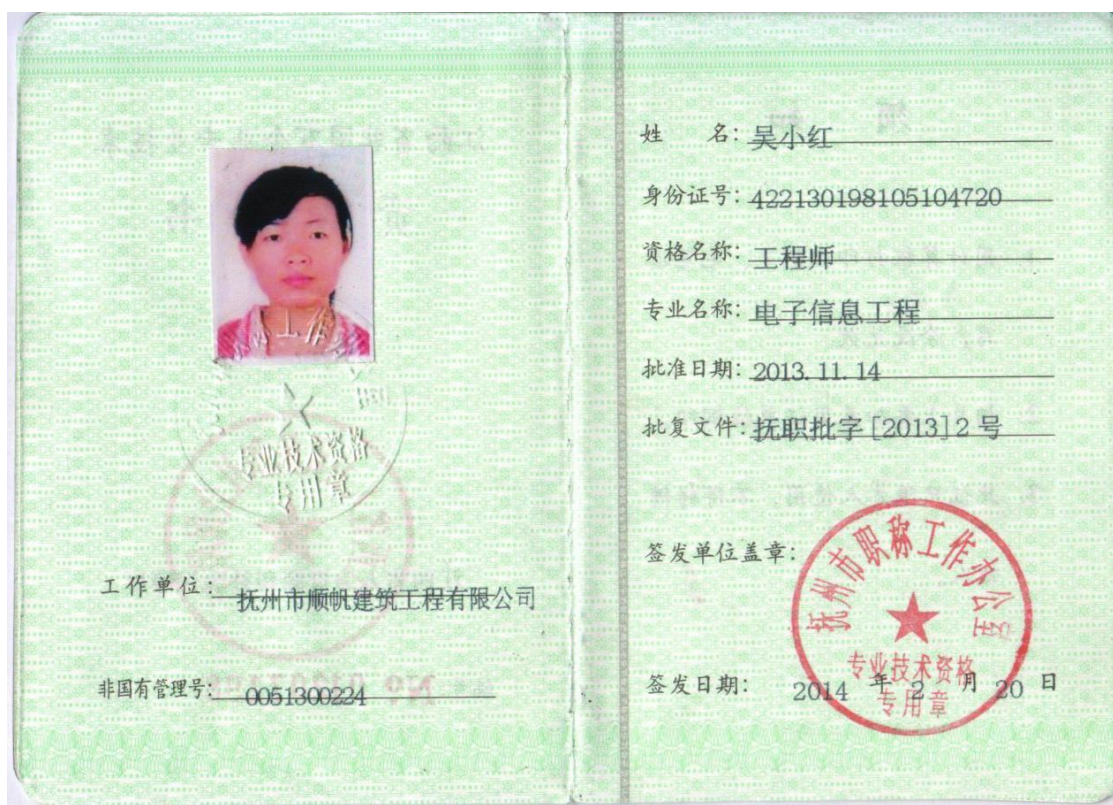 专业技术资格
专用章
工作单位：抚州市顺帆建筑工程有限公司
非国有管理号：0051300224
姓 名：吴小红
身份证号：422130198105104720
资格名称：工程师
专业名称：电子信息工程
批准日期：2013.11.14
批复文件：抚职批字[2013]2号
签发单位盖章：
抚州市职称工作办公室
专业技术资格
专用章
签发日期： 2014 年 2 月 20 日